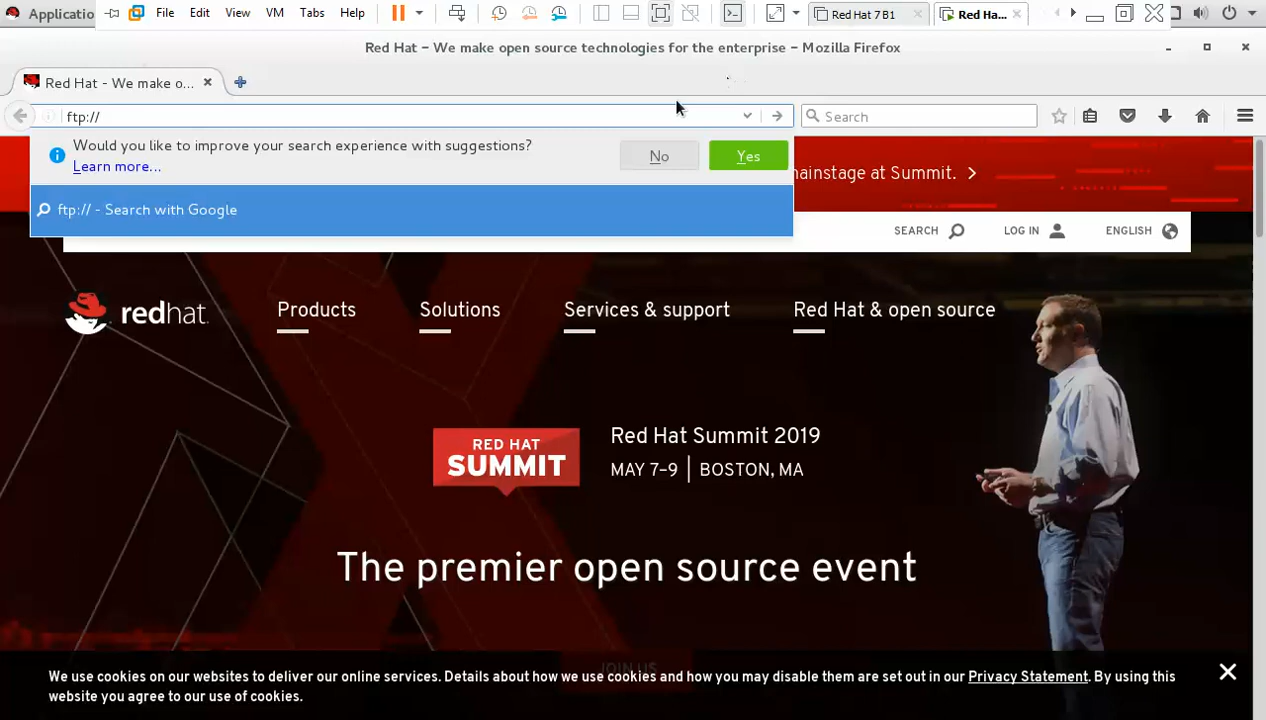 Applicatio File Edit View VM Tabs Help Red Hat 7 B1 Red Ha...
Red Hat – We make open source technologies for the enterprise – Mozilla Firefox
Red Hat - We make o...
ftp:// Search
Would you like to improve your search experience with suggestions?
Learn more...
No Yes
ainstage at Summit.
ftp:// - Search with Google
SEARCH LOG IN ENGLISH
redhat.
Products Solutions Services & support Red Hat & open source
RED HAT
SUMMIT
Red Hat Summit 2019
MAY 7–9 | BOSTON, MA
The premier open source event
JOIN US
We use cookies on our websites to deliver our online services. Details about how we use cookies and how you may disable them are set out in our Privacy Statement. By using this
website you agree to our use of cookies.